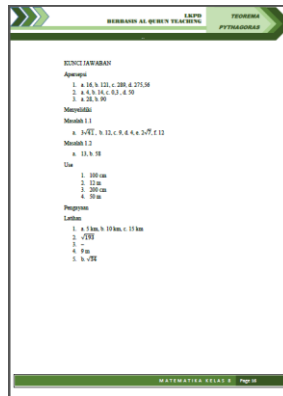 LKPD
BERBASIS AL QURUN TEACHING
TEOREMA
PYTHAGORAS
KUNCI JAWABAN
Apersepsi
1. a. 16, b. 121, c. 289, d. 275,56
2. a. 4, b. 14, c. 0,3 , d. 50
3. a. 28, b. 90
Menyelidiki
Masalah 1.1
a. 3√41 , b. 12, c. 9, d. 4, e. 2√7, f. 12
Masalah 1.2
a. 13, b. 58
Use
1. 100 cm
2. 12 m
3. 200 cm
4. 50 m
Pengayaan
Latihan
1. a. 5 km, b. 10 km, c. 15 km
2. √193
3. –
4. 9 m
5. b. √34
MATEMATIKA KELAS 8 Page 18